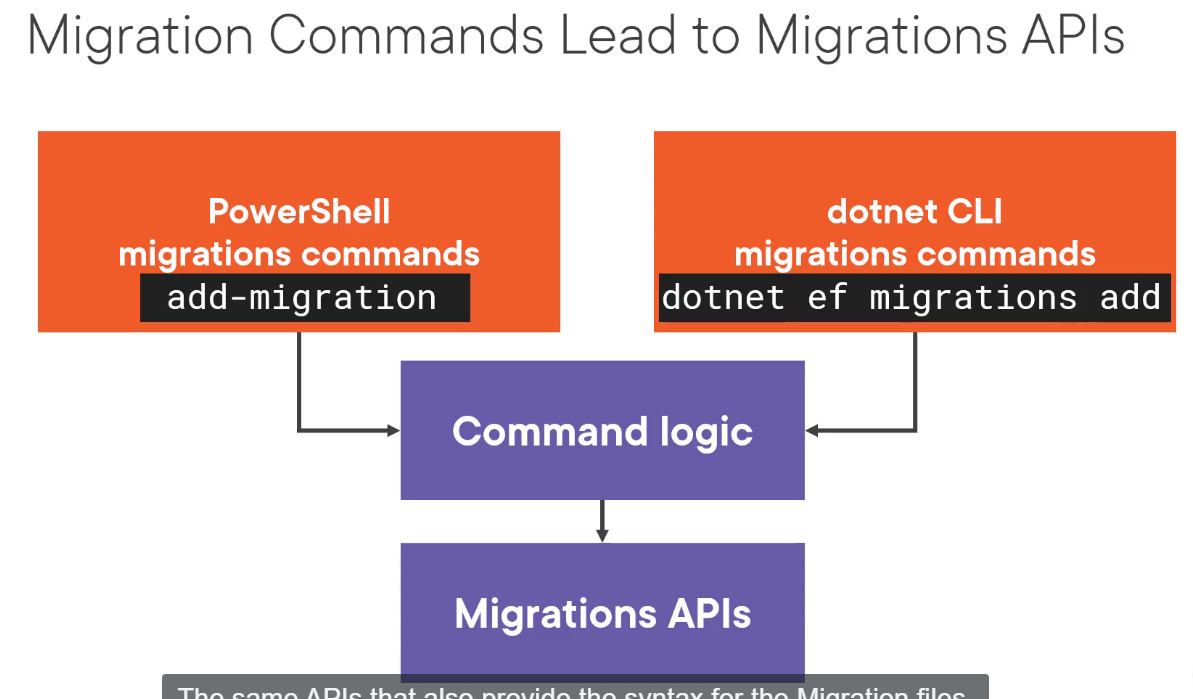 Migration Commands Lead to Migrations APIs
PowerShell
migrations commands
add-migration
dotnet CLI
migrations commands
dotnet ef migrations add
Command logic
Migrations APIs
The same APIs that also provide the syntax for the Migration files